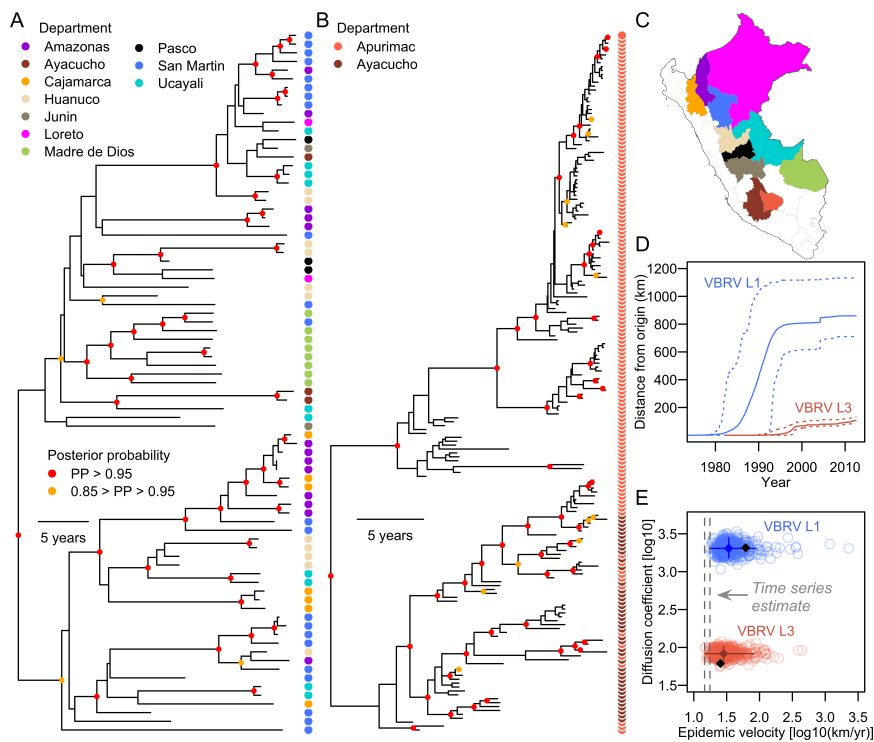 A
Department
Amazonas
Ayacucho
Cajamarca
Huanuco
Junin
Loreto
Madre de Dios
Pasco
San Martin
Ucayali
Posterior probability
PP > 0.95
0.85 > PP > 0.95
5 years
B
Department
Apurimac
Ayacucho
5 years
C
D
VBRV L1
VBRV L3
Distance from origin (km)
1200
1000
800
600
400
200
1980
1990
2000
2010
Year
E
VBRV L1
Time series
estimate
VBRV L3
Diffusion coefficient [log10]
3.5
3.0
2.5
2.0
1.5
1.0
1.5
2.0
2.5
3.0
3.5
Epidemic velocity [log10(km/yr)]